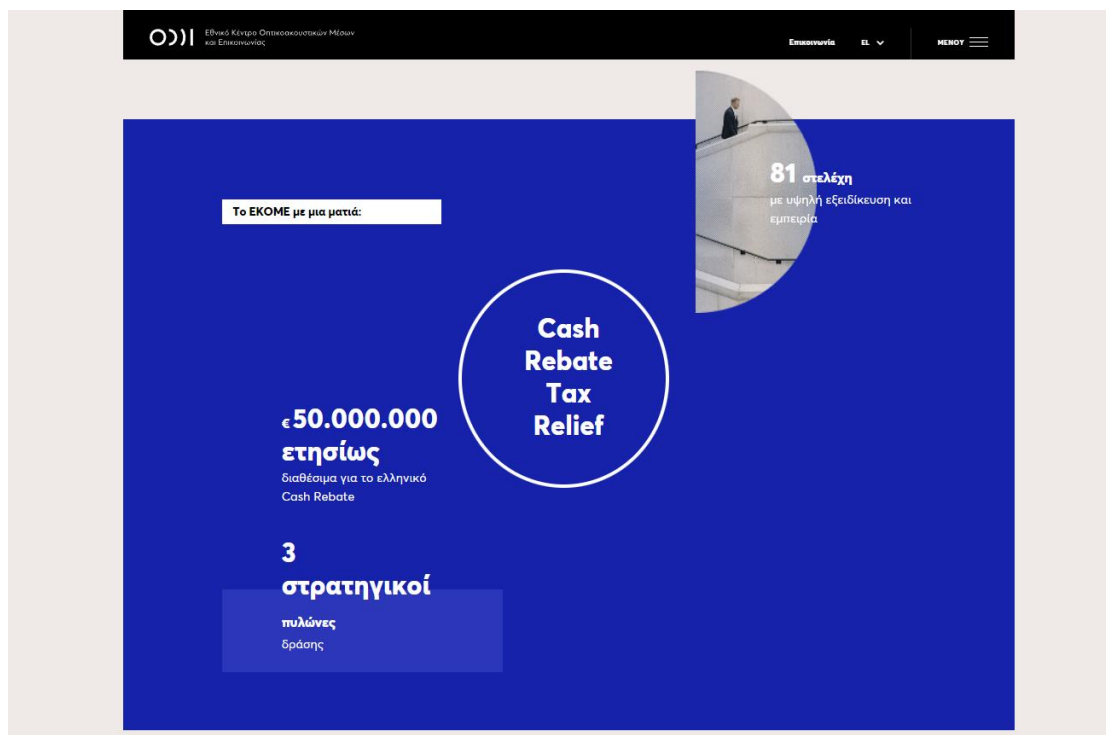 Εθνικό Κέντρο Οπτικοακουστικών Μέσων
και Επικοινωνίας
Επικοινωνία
EL
ΜΕΝΟΥ
81 στελέχη
με υψηλή εξειδίκευση και
εμπειρία
Το ΕΚΟΜΕ με μια ματιά:
Cash
Rebate
Tax
Relief
€50.000.000
ετησίως
διαθέσιμα για το ελληνικό
Cash Rebate
3
στρατηγικοί
πυλώνες
δράσης